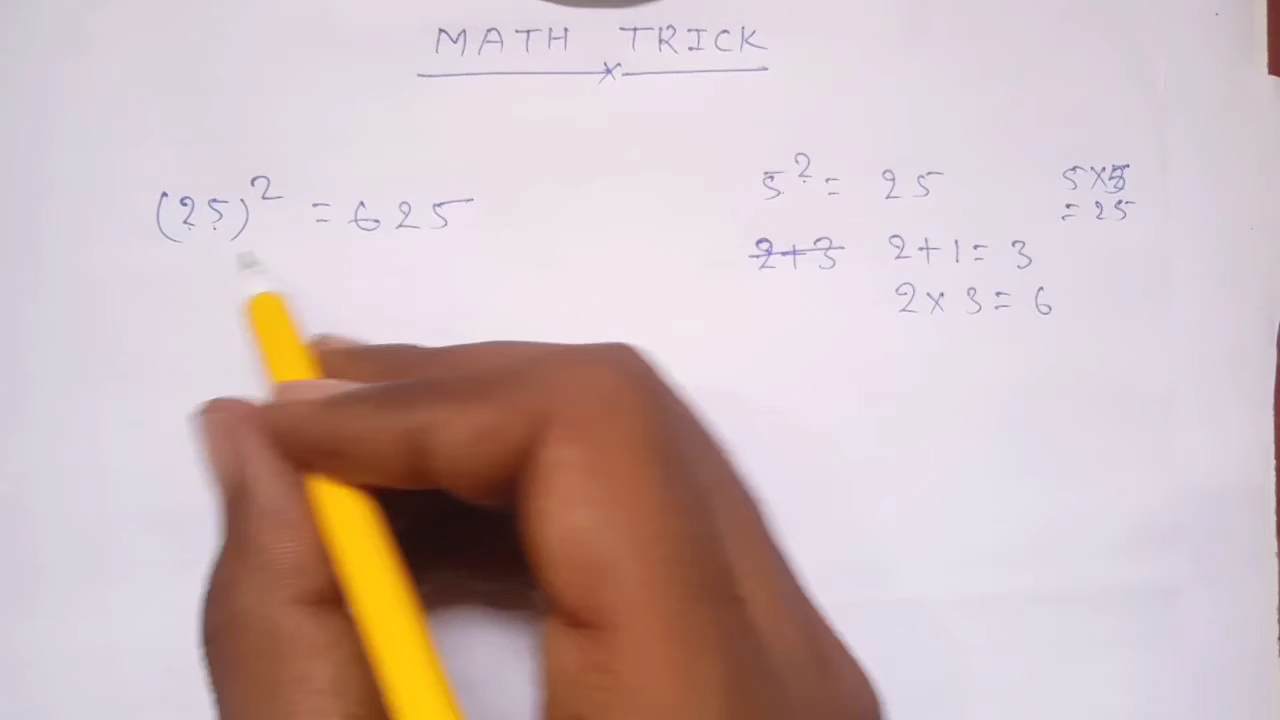 MATH TRICK
(25)² = 625
5² = 25
5×5
= 25
2+3 2+1 = 3
2 × 3 = 6